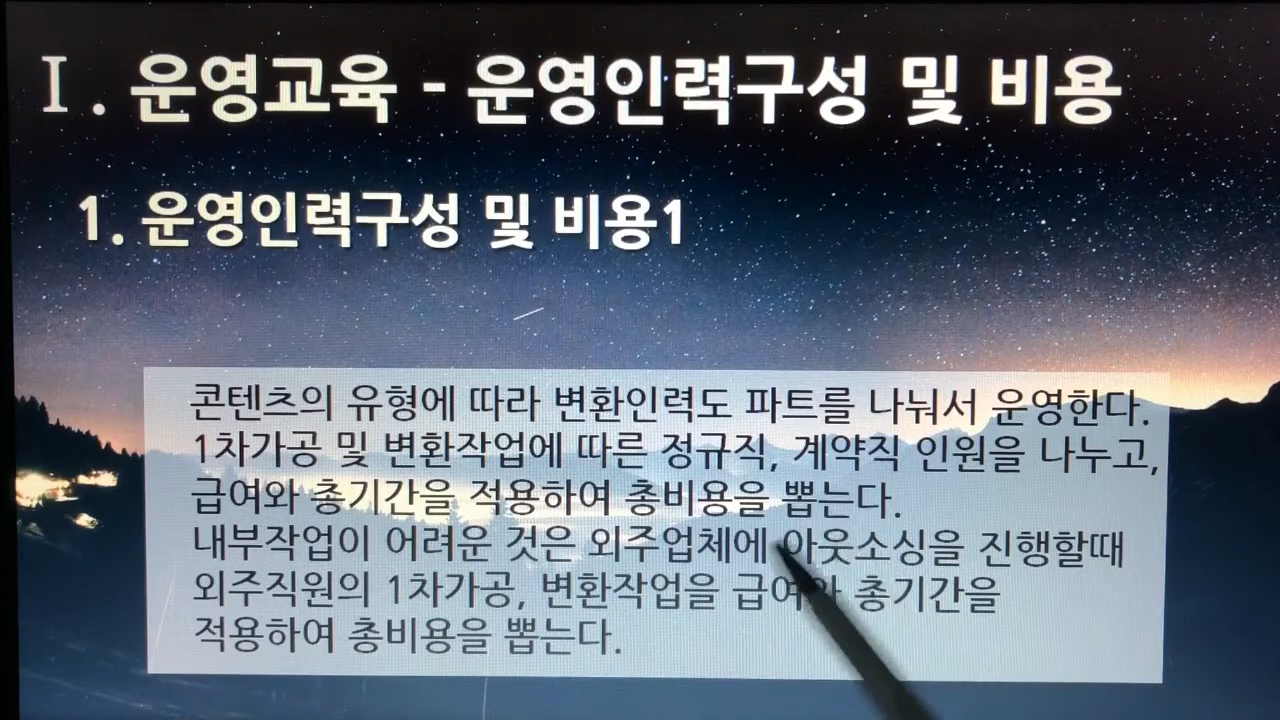 Ⅰ. 운영교육 - 운영인력구성 및 비용
1. 운영인력구성 및 비용1
콘텐츠의 유형에 따라 변환인력도 파트를 나눠서 운영한다.
1차가공 및 변환작업에 따른 정규직, 계약직 인원을 나누고,
급여와 총기간을 적용하여 총비용을 뽑는다.
내부작업이 어려운 것은 외주업체에 아웃소싱을 진행할때
외주직원의 1차가공, 변환작업을 급여와 총기간을
적용하여 총비용을 뽑는다.